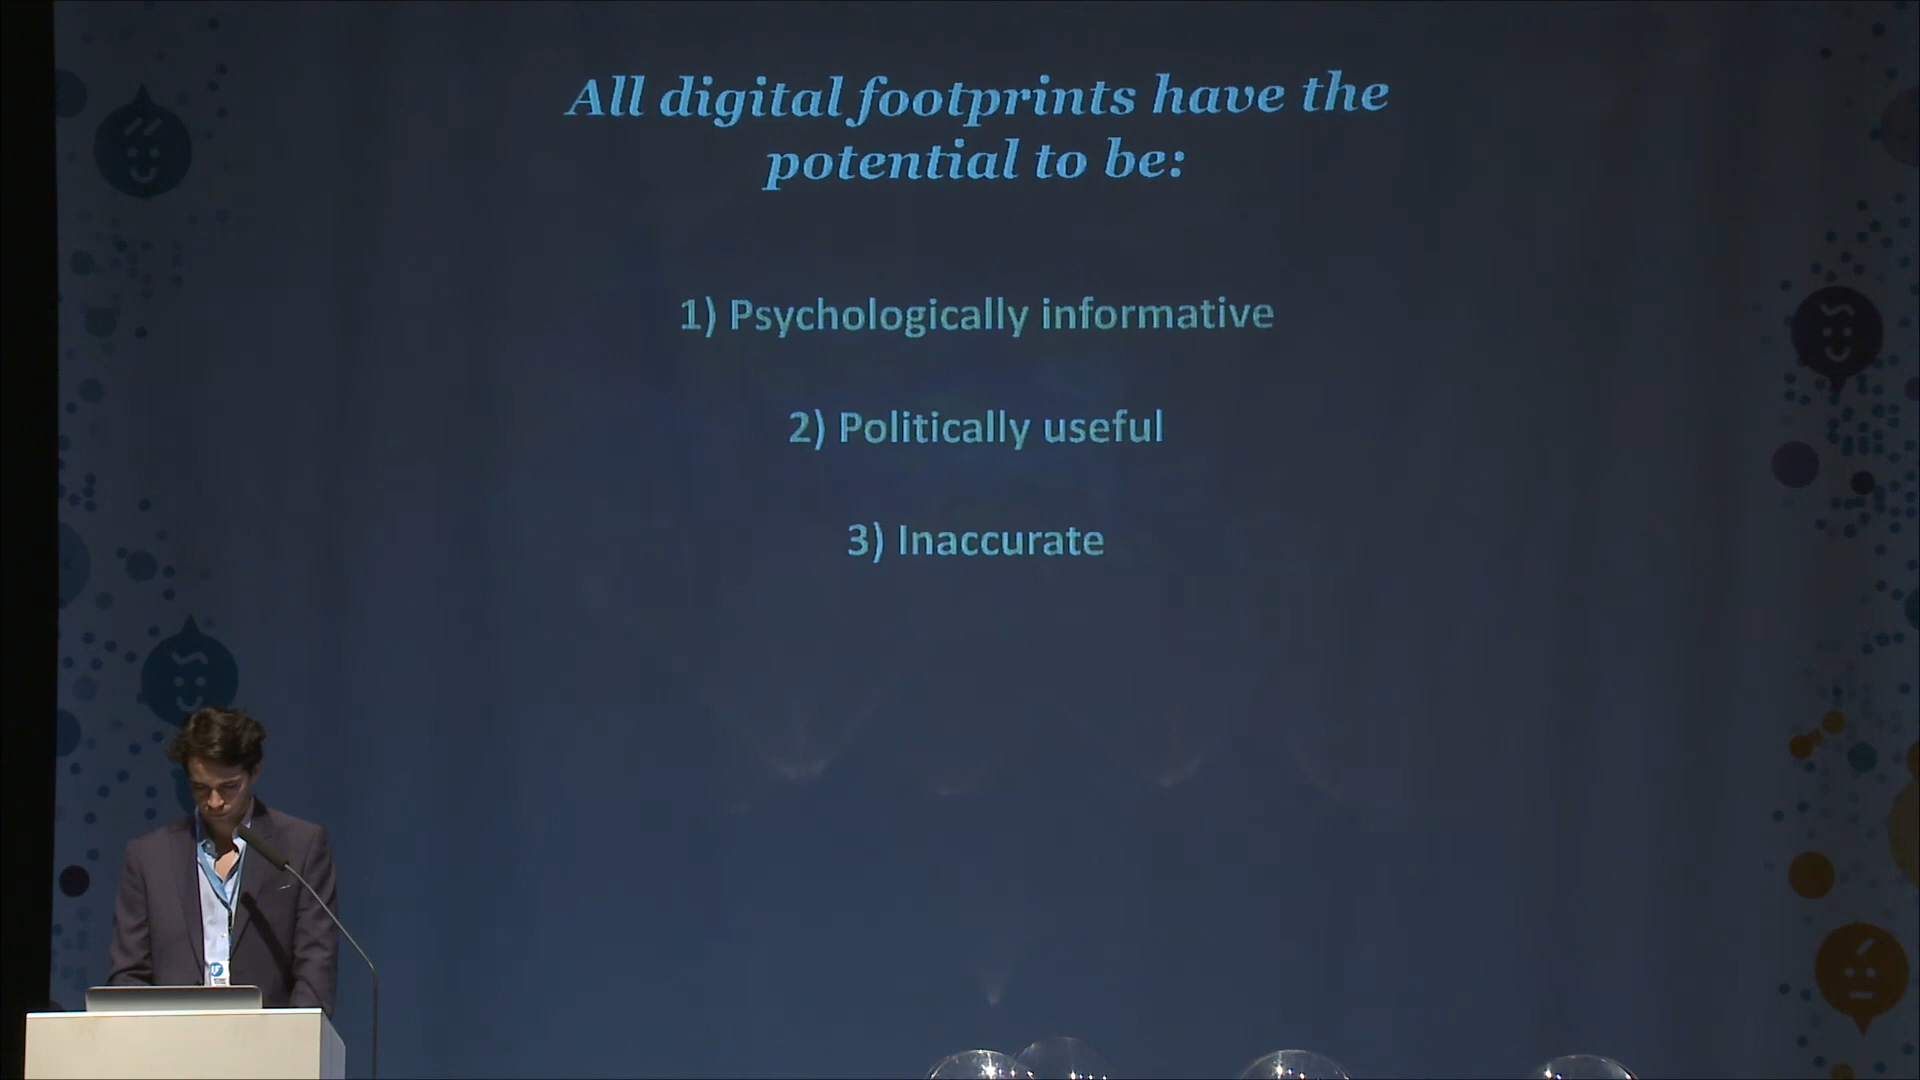 All digital footprints have the
potential to be:
1) Psychologically informative
2) Politically useful
3) Inaccurate